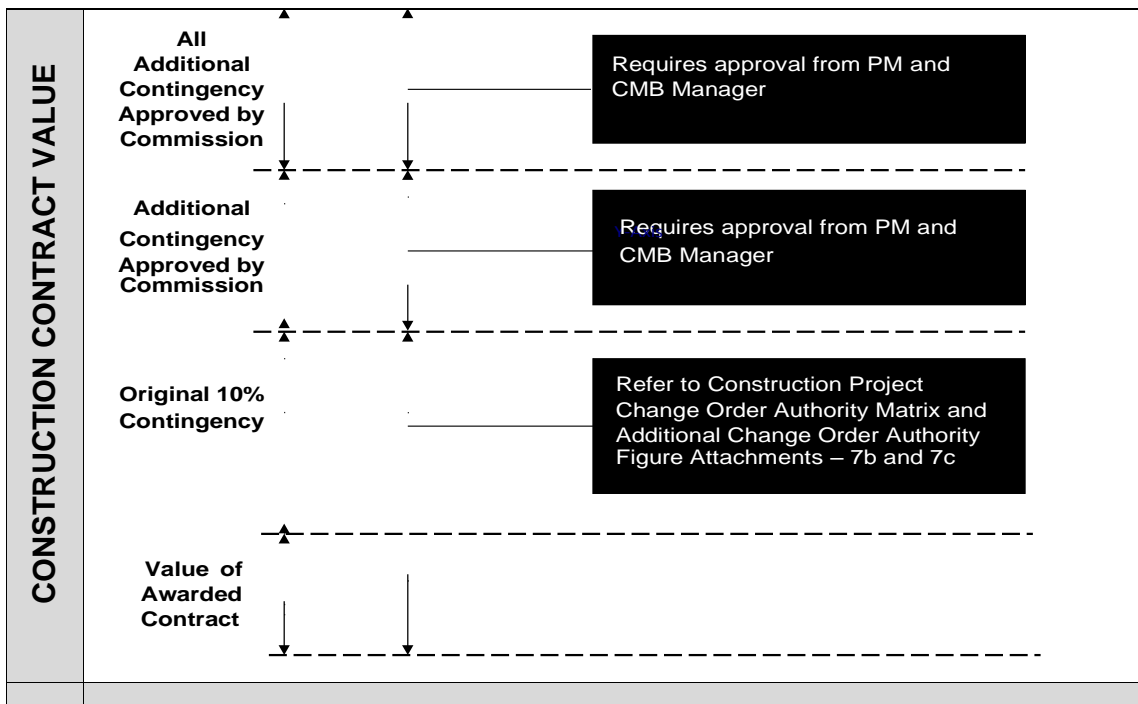 CONSTRUCTION CONTRACT VALUE
All
Additional
Contingency
Approved by
Commission
Requires approval from PM and
CMB Manager
Additional
Contingency
Approved by
Commission
Requires approval from PM and
CMB Manager
Original 10%
Contingency
Refer to Construction Project
Change Order Authority Matrix and
Additional Change Order Authority
Figure Attachments – 7b and 7c
Value of
Awarded
Contract